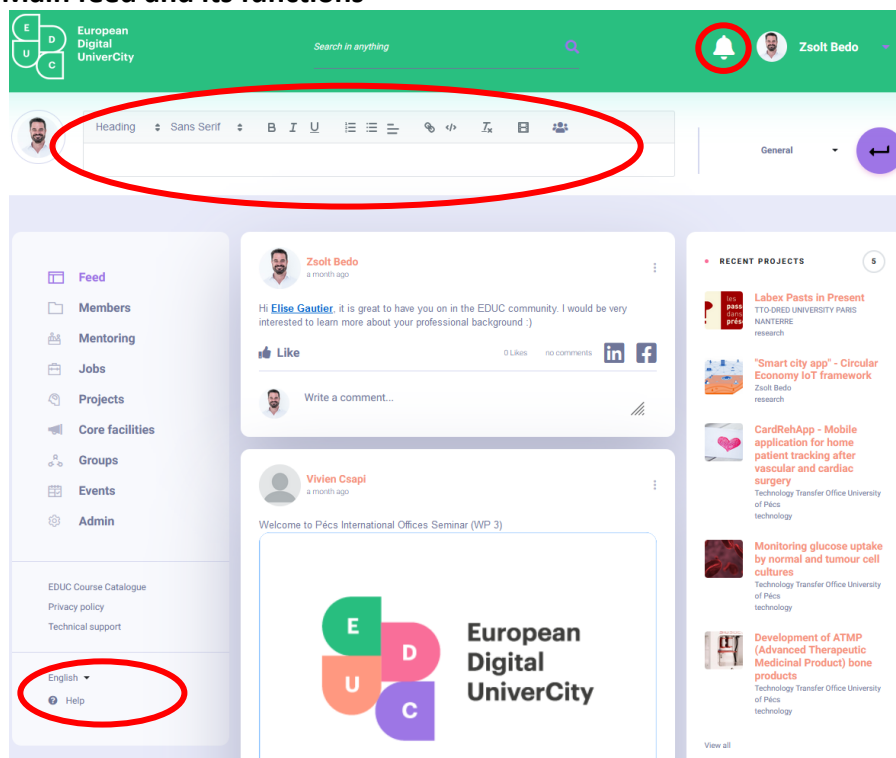 Main feed and its functions
E
D
U
C
European
Digital
UniverCity
Search in anything
Zsolt Bedo
Heading Sans Serif B I U
General
Feed
Members
Mentoring
Jobs
Projects
Core facilities
Groups
Events
Admin
EDUC Course Catalogue
Privacy policy
Technical support
English
Help
Zsolt Bedo
a month ago
Hi Elise Gautier, it is great to have you on in the EDUC community. I would be very
interested to learn more about your professional background :)
Like 0 Likes no comments in f
Write a comment...
Vivien Csapi
a month ago
Welcome to Pécs International Offices Seminar (WP 3)
E
D
U
C
European
Digital
UniverCity
RECENT PROJECTS 5
les
pass
dans
prés
Labex Pasts in Present
TTO-DRED UNIVERSITY PARIS
NANTERRE
research
"Smart city app" - Circular
Economy IoT framework
Zsolt Bedo
research
CardRehApp - Mobile
application for home
patient tracking after
vascular and cardiac
surgery
Technology Transfer Office University
of Pécs
technology
Monitoring glucose uptake
by normal and tumour cell
cultures
Technology Transfer Office University
of Pécs
technology
Development of ATMP
(Advanced Therapeutic
Medicinal Product) bone
products
Technology Transfer Office University
of Pécs
technology
View all